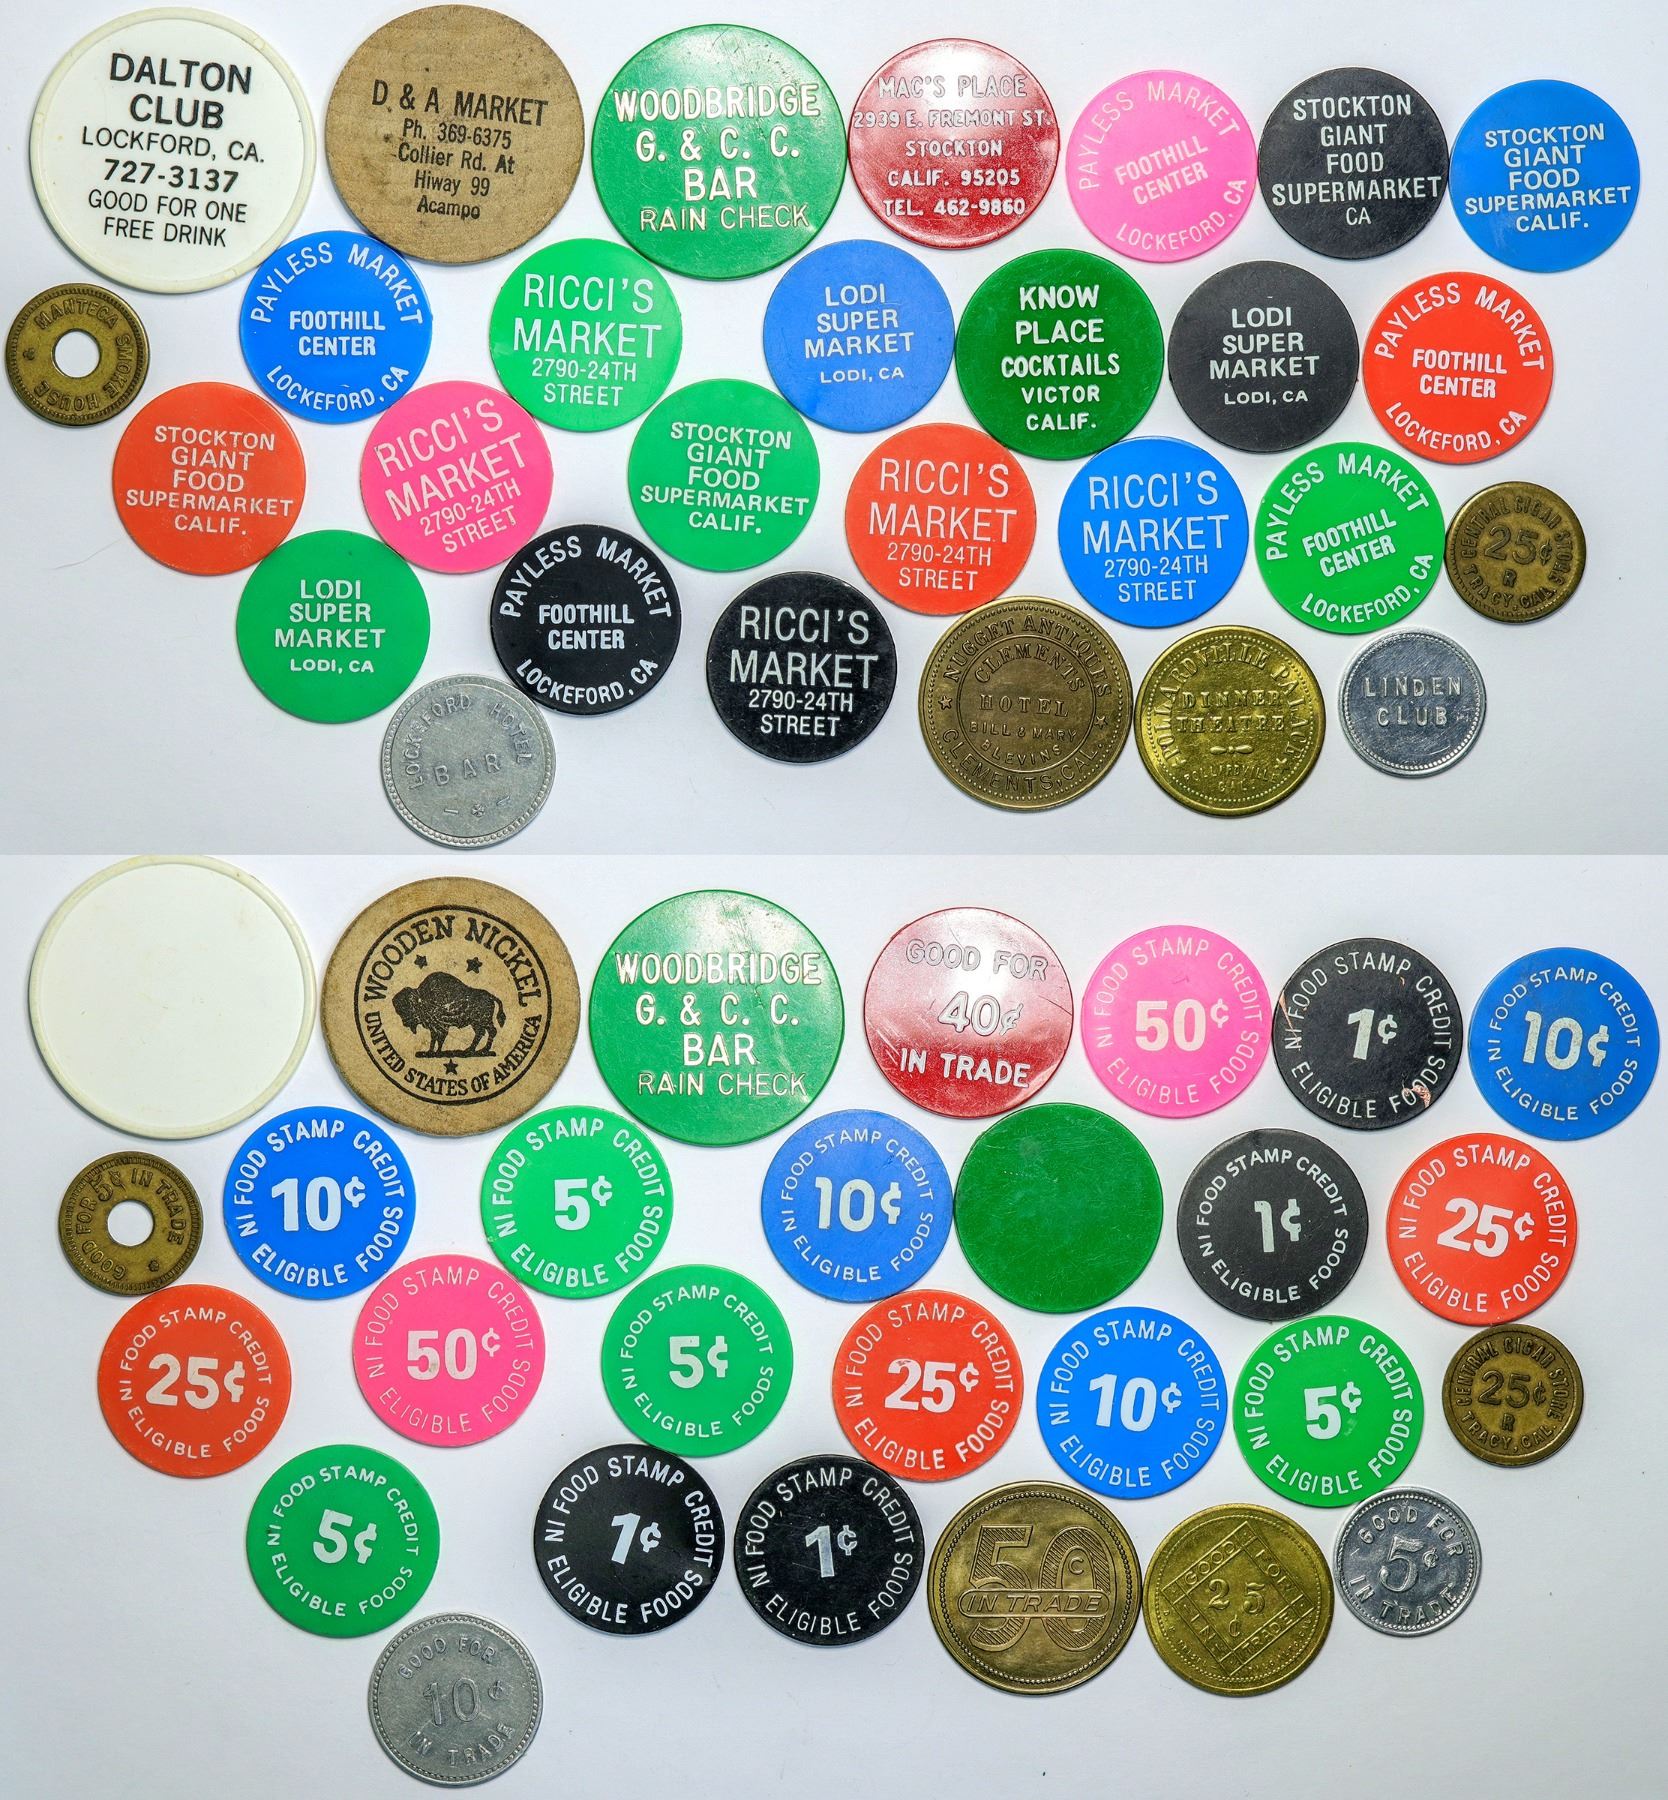 DALTON
CLUB
LOCKFORD, CA.
727-3137
GOOD FOR ONE
FREE DRINK
D. & A MARKET
Ph. 369-6375
Collier Rd. At
Hiway 99
Acampo
WOODBRIDGE
G. & C. C.
BAR
RAIN CHECK
MAC'S PLACE
2939 E. FREMONT ST.
STOCKTON
CALIF. 95205
TEL. 462-9860
PAYLESS MARKET
FOOTHILL
CENTER
LOCKEFORD, CA
STOCKTON
GIANT
FOOD
SUPERMARKET
CA
STOCKTON
GIANT
FOOD
SUPERMARKET
CALIF.
MANTECA SMOKE HOUSE
PAYLESS MARKET
FOOTHILL
CENTER
LOCKEFORD, CA
RICCI'S
MARKET
2790-24TH
STREET
LODI
SUPER
MARKET
LODI, CA
KNOW
PLACE
COCKTAILS
VICTOR
CALIF.
LODI
SUPER
MARKET
LODI, CA
PAYLESS MARKET
FOOTHILL
CENTER
LOCKEFORD, CA
STOCKTON
GIANT
FOOD
SUPERMARKET
CALIF.
RICCI'S
MARKET
2790-24TH
STREET
STOCKTON
GIANT
FOOD
SUPERMARKET
CALIF.
RICCI'S
MARKET
2790-24TH
STREET
RICCI'S
MARKET
2790-24TH
STREET
PAYLESS MARKET
FOOTHILL
CENTER
LOCKEFORD, CA
CENTRAL CIGAR STORE
25¢
R
TRACY, CAL.
LODI
SUPER
MARKET
LODI, CA
PAYLESS MARKET
FOOTHILL
CENTER
LOCKEFORD, CA
RICCI'S
MARKET
2790-24TH
STREET
NUGGET ANTIQUES
CLEMENTS
HOTEL
BILL & MARY
BLEVINS
CLEMENTS, CAL.
POLLARDVILLE PALACE
DINNER
THEATRE
CAL.
LINDEN
CLUB
LOCKEFORD HOTEL
BAR
WOODEN NICKEL
UNITED STATES OF AMERICA
WOODBRIDGE
G. & C. C.
BAR
RAIN CHECK
GOOD FOR
40¢
IN TRADE
NI FOOD STAMP CREDIT
50¢
ELIGIBLE FOODS
NI FOOD STAMP CREDIT
1¢
ELIGIBLE FOODS
NI FOOD STAMP CREDIT
10¢
ELIGIBLE FOODS
GOOD FOR 5¢ IN TRADE
NI FOOD STAMP CREDIT
10¢
ELIGIBLE FOODS
NI FOOD STAMP CREDIT
5¢
ELIGIBLE FOODS
NI FOOD STAMP CREDIT
10¢
ELIGIBLE FOODS
NI FOOD STAMP CREDIT
1¢
ELIGIBLE FOODS
NI FOOD STAMP CREDIT
25¢
ELIGIBLE FOODS
NI FOOD STAMP CREDIT
25¢
ELIGIBLE FOODS
NI FOOD STAMP CREDIT
50¢
ELIGIBLE FOODS
NI FOOD STAMP CREDIT
5¢
ELIGIBLE FOODS
NI FOOD STAMP CREDIT
25¢
ELIGIBLE FOODS
NI FOOD STAMP CREDIT
10¢
ELIGIBLE FOODS
NI FOOD STAMP CREDIT
5¢
ELIGIBLE FOODS
CENTRAL CIGAR STORE
25¢
R
TRACY, CAL.
NI FOOD STAMP CREDIT
5¢
ELIGIBLE FOODS
NI FOOD STAMP CREDIT
1¢
ELIGIBLE FOODS
NI FOOD STAMP CREDIT
1¢
ELIGIBLE FOODS
50 C
IN TRADE
GOOD FOR
25
¢
IN TRADE
GOOD FOR
5¢
IN TRADE
GOOD FOR
10¢
IN TRADE